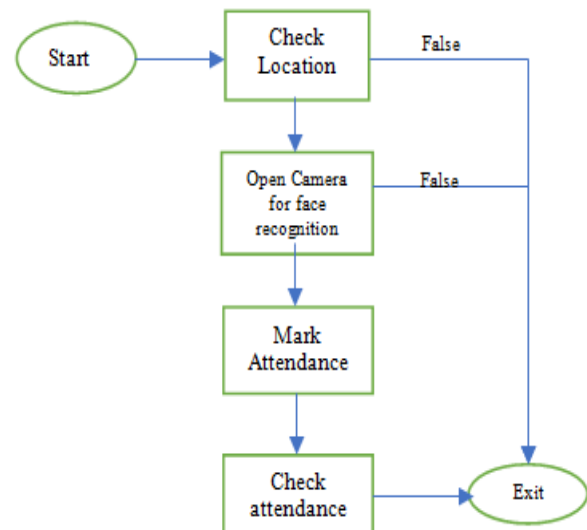 Start
Check
Location
False
Open Camera
for face
recognition
False
Mark
Attendance
Check
attendance
Exit